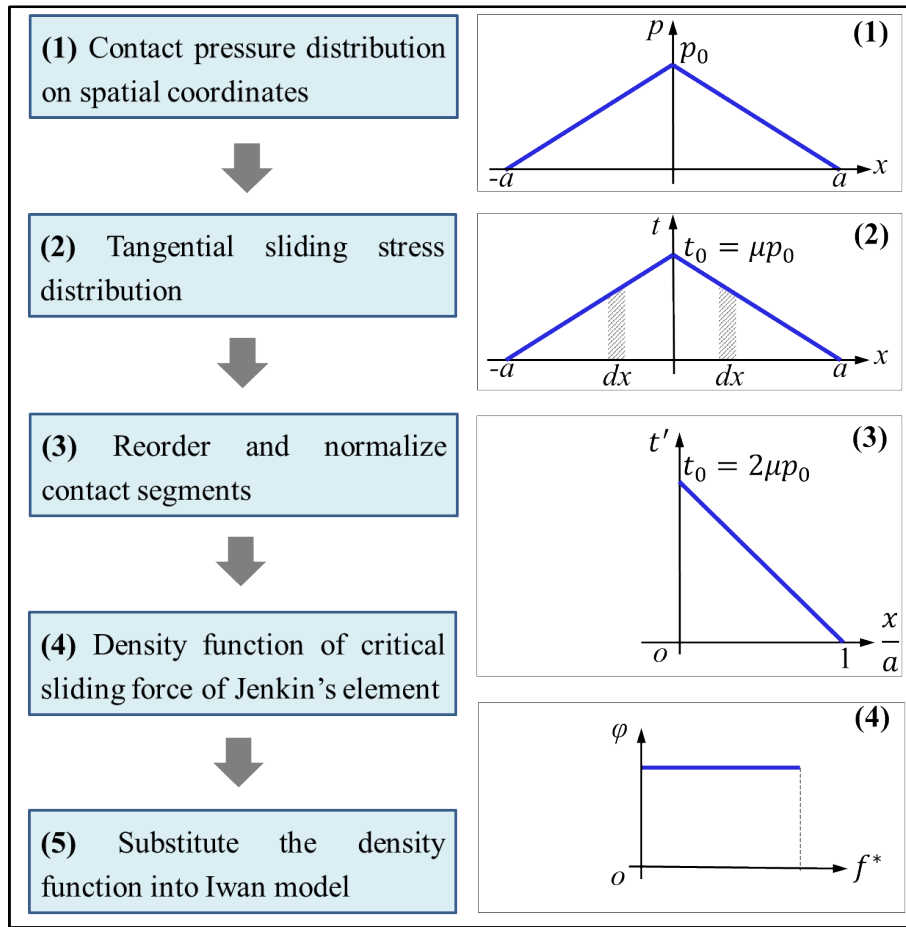 (1) Contact pressure distribution
on spatial coordinates
(2) Tangential sliding stress
distribution
(3) Reorder and normalize
contact segments
(4) Density function of critical
sliding force of Jenkin's element
(5) Substitute the density
function into Iwan model
(1)
p
p₀
-a
a
x
(2)
t
t₀ = μp₀
-a
dx
dx
a
x
(3)
t′
t₀ = 2μp₀
o
1
x
a
(4)
φ
o
f*